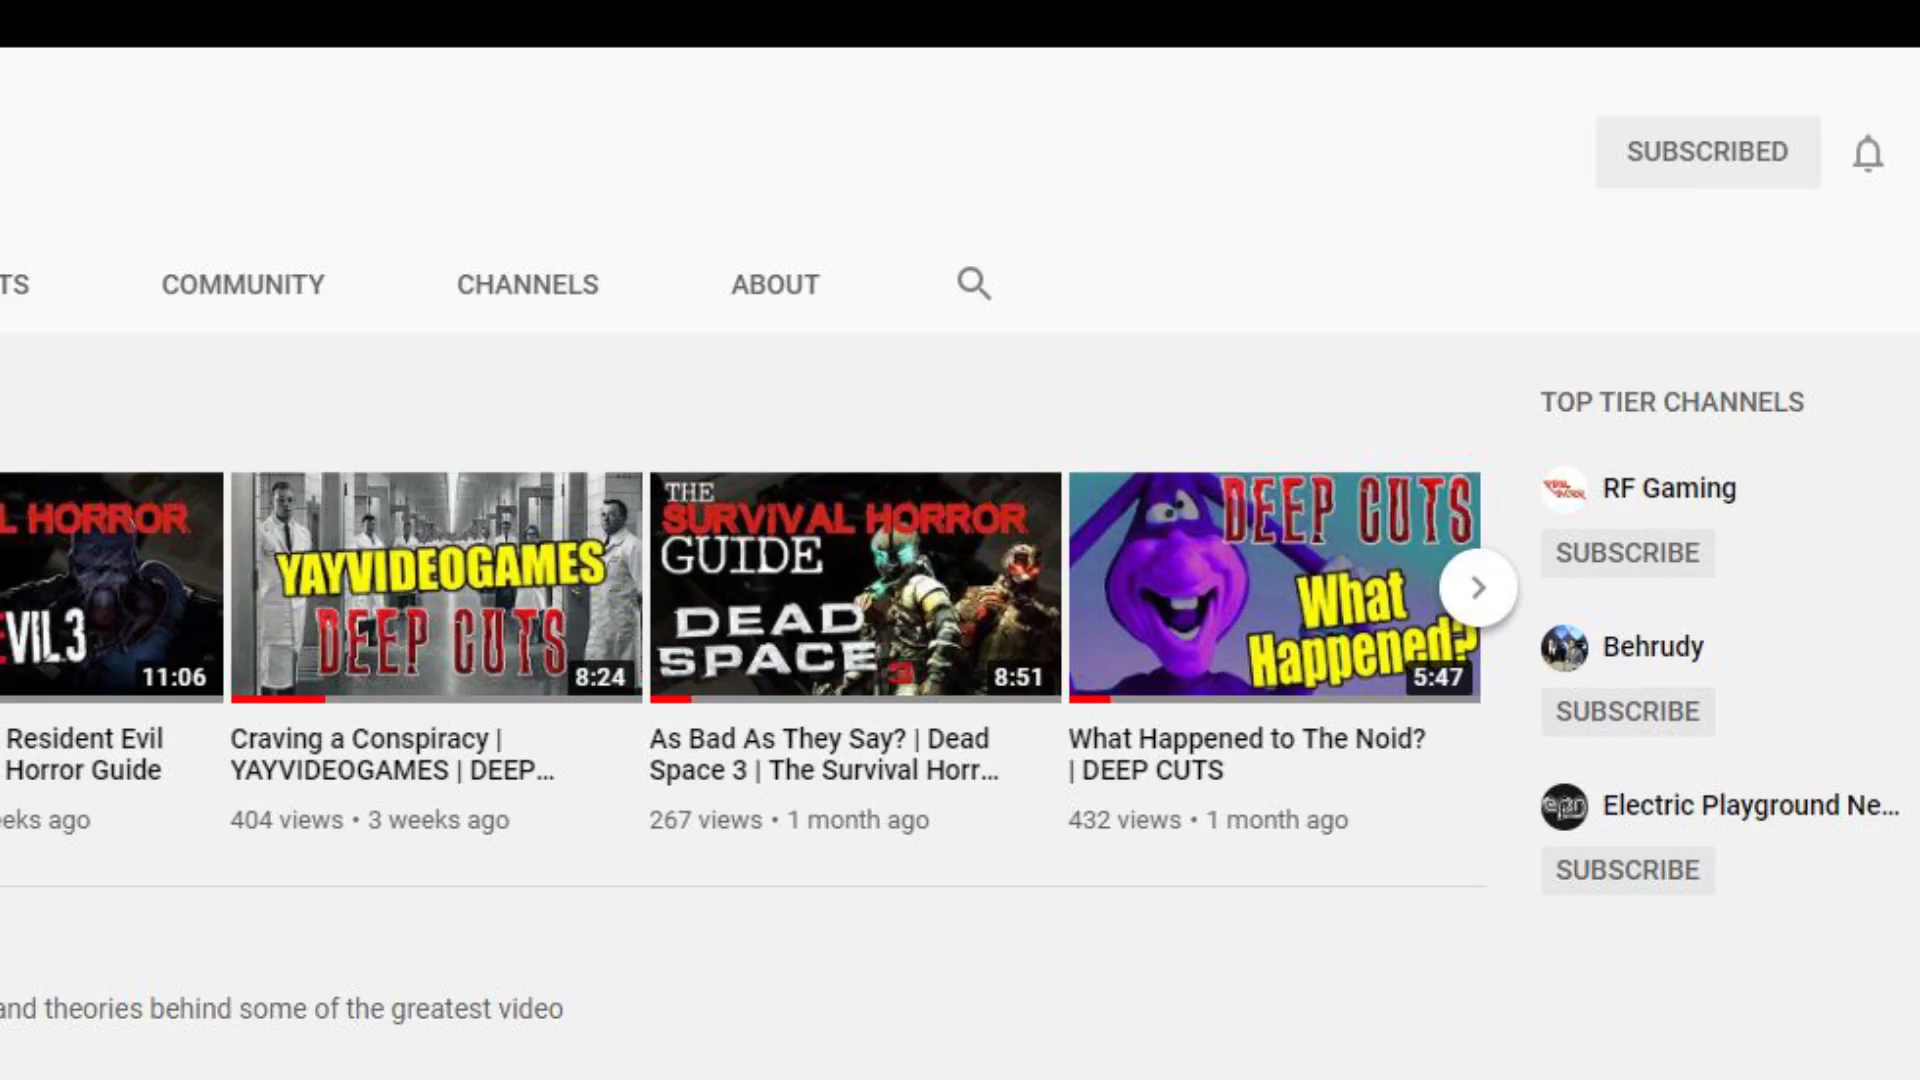 SUBSCRIBED
TS COMMUNITY CHANNELS ABOUT
TOP TIER CHANNELS
RF Gaming
SUBSCRIBE
Behrudy
SUBSCRIBE
Electric Playground Ne...
SUBSCRIBE
L HORROR
EVIL3
11:06
YAYVIDEOGAMES
DEEP CUTS
8:24
THE
SURVIVAL HORROR
GUIDE
DEAD
SPACE 3
8:51
DEEP CUTS
What
Happened?
5:47
Resident Evil
Horror Guide
eeks ago
Craving a Conspiracy |
YAYVIDEOGAMES | DEEP...
404 views • 3 weeks ago
As Bad As They Say? | Dead
Space 3 | The Survival Horr...
267 views • 1 month ago
What Happened to The Noid?
| DEEP CUTS
432 views • 1 month ago
and theories behind some of the greatest video